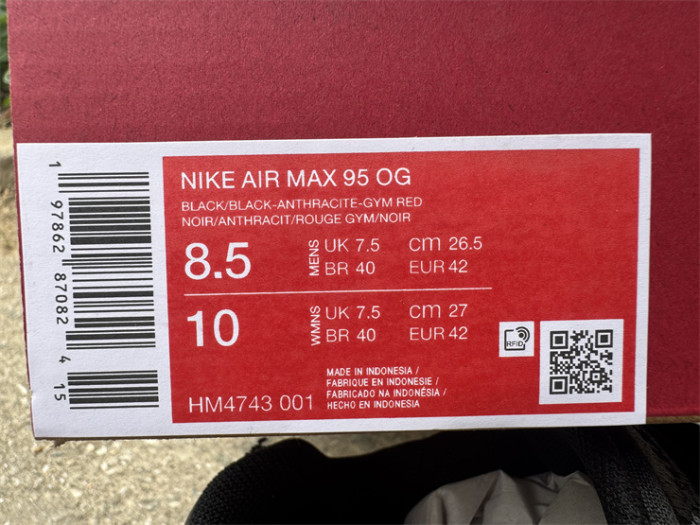 NIKE AIR MAX 95 OG
BLACK/BLACK-ANTHRACITE-GYM RED
NOIR/ANTHRACIT/ROUGE GYM/NOIR
8.5 MENS UK 7.5 cm 26.5
BR 40 EUR 42
10 WMNS UK 7.5 cm 27
BR 40 EUR 42
RFID
MADE IN INDONESIA /
FABRIQUE EN INDONESIE /
FABRICADO NA INDONÉSIA /
HECHO EN INDONESIA
HM4743 001
1 97862 87082 4 15